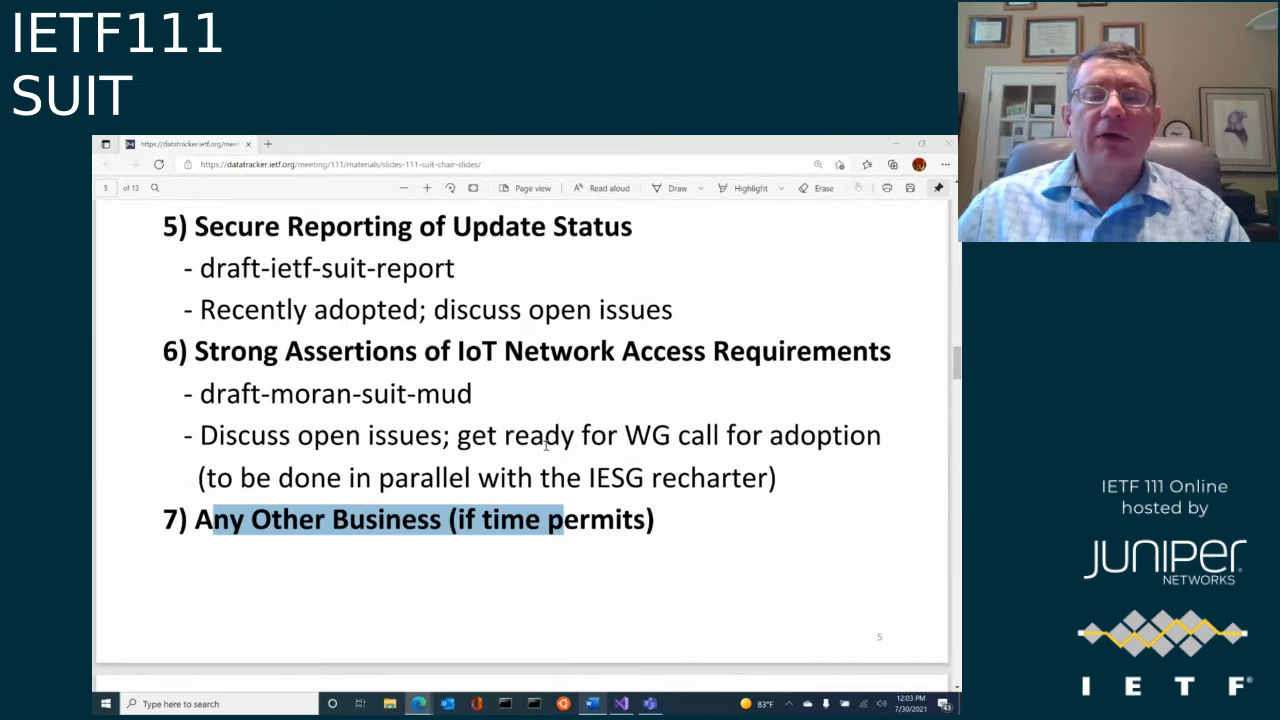 IETF111
SUIT
https://datatracker.ietf.org/meet
https://datatracker.ietf.org/meeting/111/materials/slides-111-suit-chair-slides/
5 of 13
Page view
Read aloud
Draw
Highlight
Erase
5) Secure Reporting of Update Status
- draft-ietf-suit-report
- Recently adopted; discuss open issues
6) Strong Assertions of IoT Network Access Requirements
- draft-moran-suit-mud
- Discuss open issues; get ready for WG call for adoption
(to be done in parallel with the IESG recharter)
7) Any Other Business (if time permits)
5
Type here to search
83°F
12:03 PM
7/30/2021
IETF 111 Online
hosted by
JUNIPER
NETWORKS
I E T F